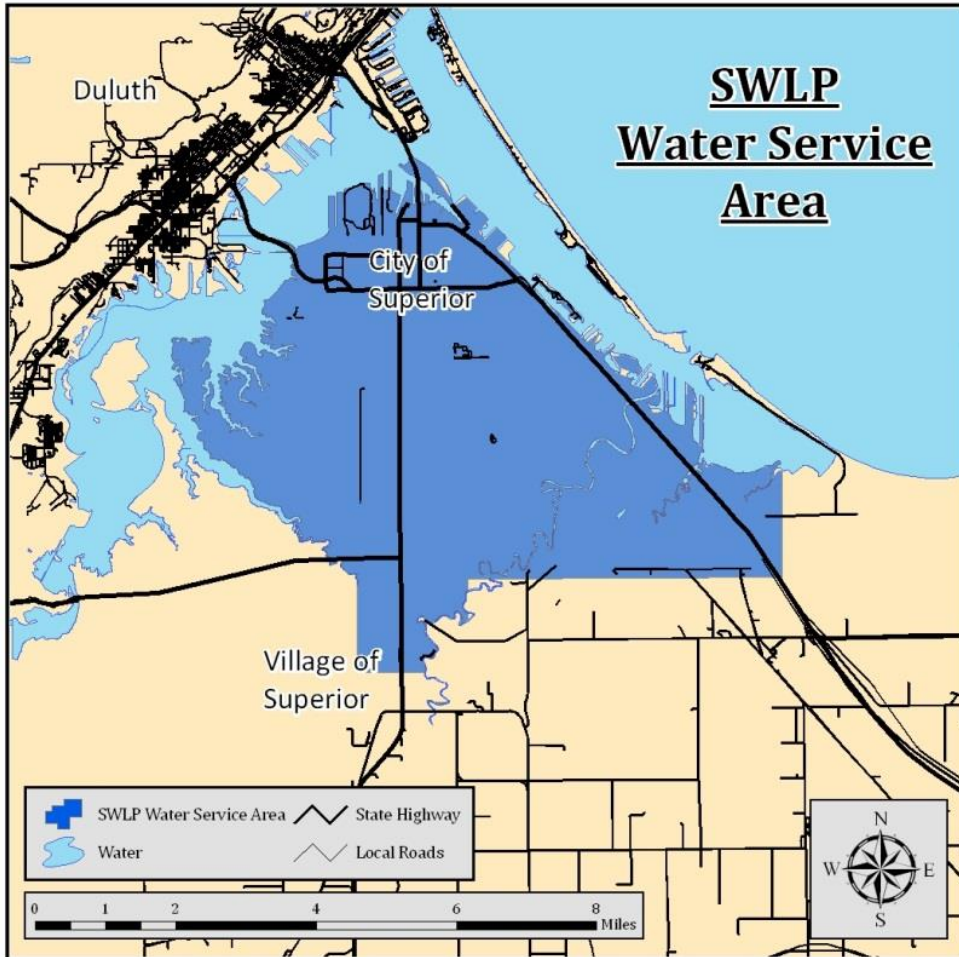 SWLP
Water Service
Area
Duluth
City of
Superior
Village of
Superior
SWLP Water Service Area
State Highway
Water
Local Roads
0 1 2 4 6 8
Miles
N
W E
S